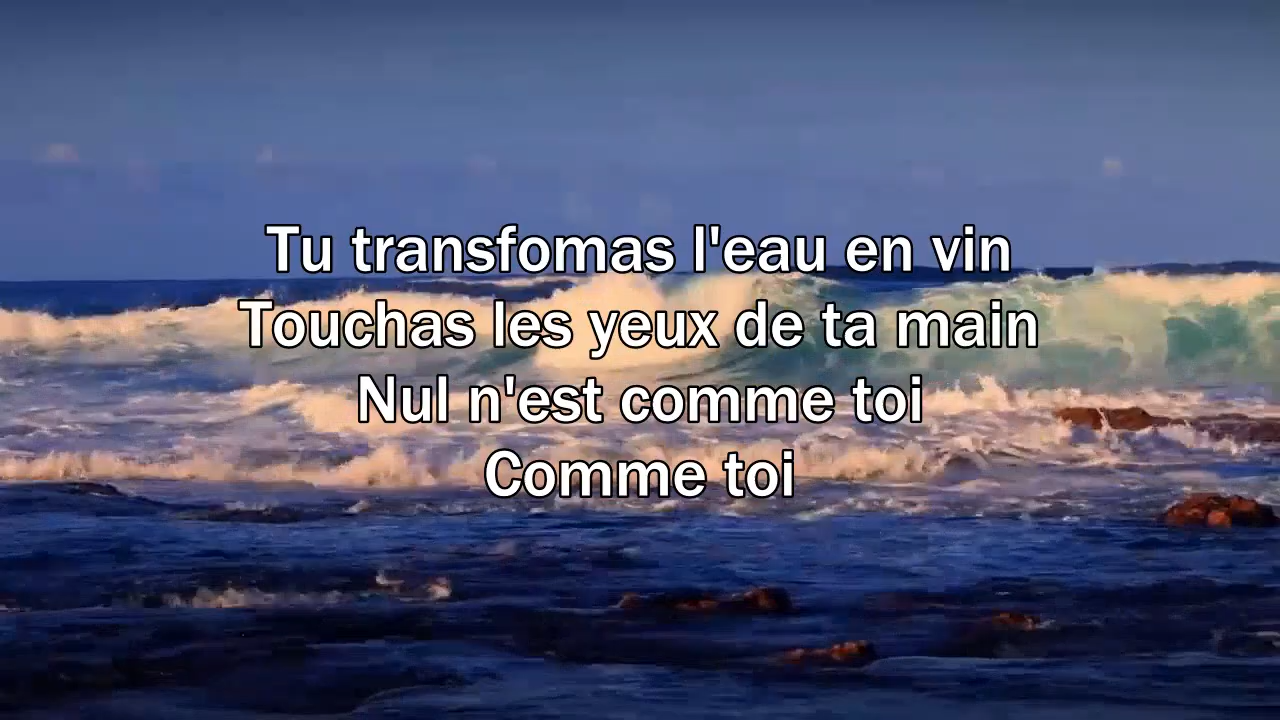 Tu transfomas l'eau en vin
Touchas les yeux de ta main
Nul n'est comme toi
Comme toi